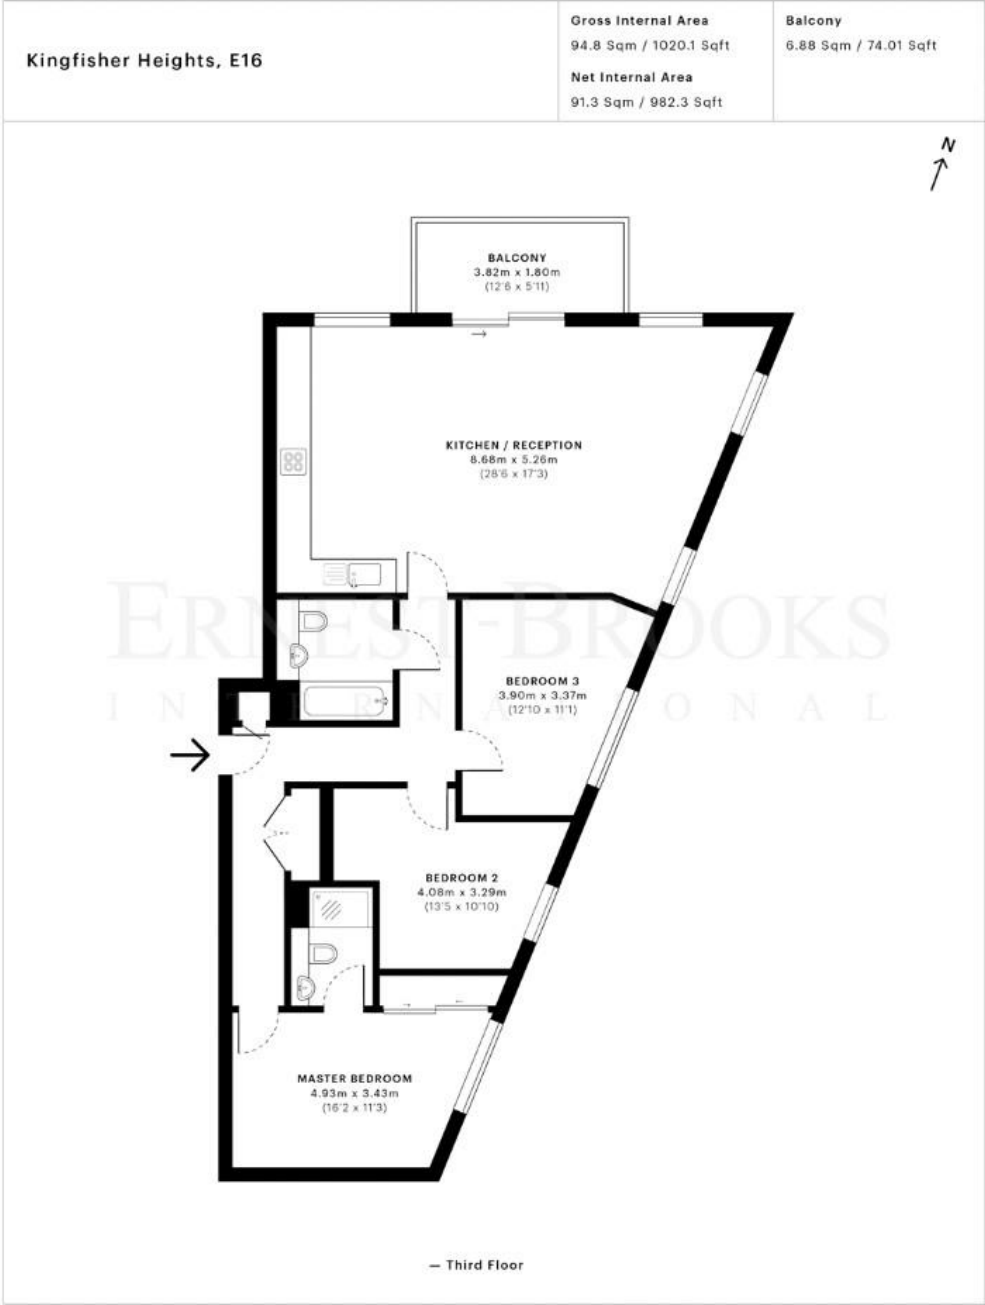 Kingfisher Heights, E16
Gross Internal Area
94.8 Sqm / 1020.1 Sqft
Net Internal Area
91.3 Sqm / 982.3 Sqft
Balcony
6.88 Sqm / 74.01 Sqft
N
BALCONY
3.82m x 1.80m
(12'6 x 5'11)
KITCHEN / RECEPTION
8.68m x 5.26m
(28'6 x 17'3)
ERNEST-BROOKS
INTERNATIONAL
BEDROOM 3
3.90m x 3.37m
(12'10 x 11'1)
BEDROOM 2
4.08m x 3.29m
(13'5 x 10'10)
MASTER BEDROOM
4.93m x 3.43m
(16'2 x 11'3)
— Third Floor